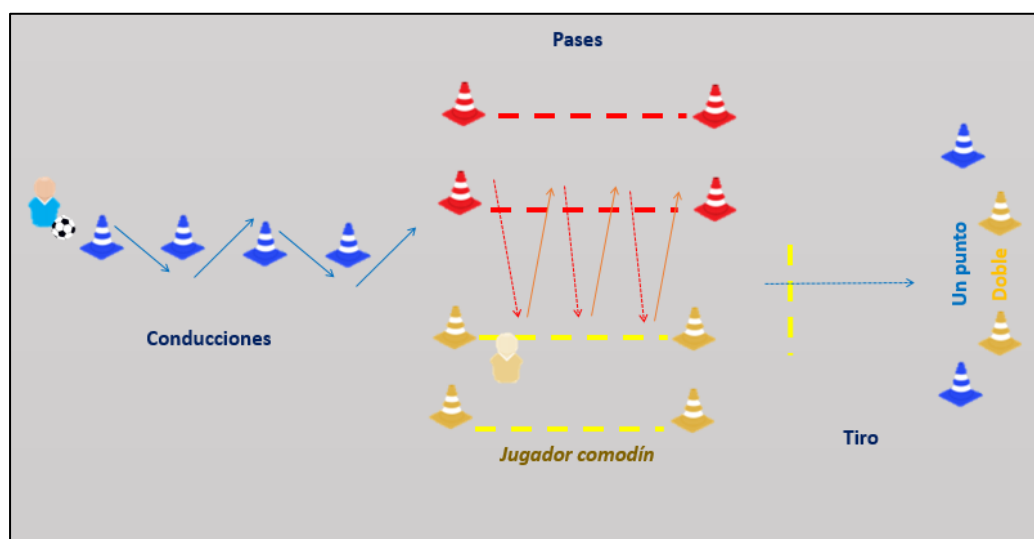 Pases
Conducciones
Jugador comodín
Tiro
Un punto
Doble